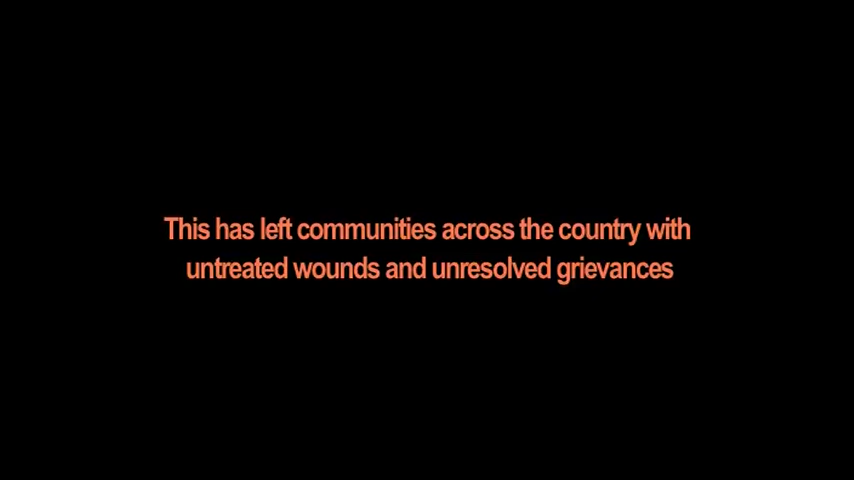 This has left communities across the country with
untreated wounds and unresolved grievances